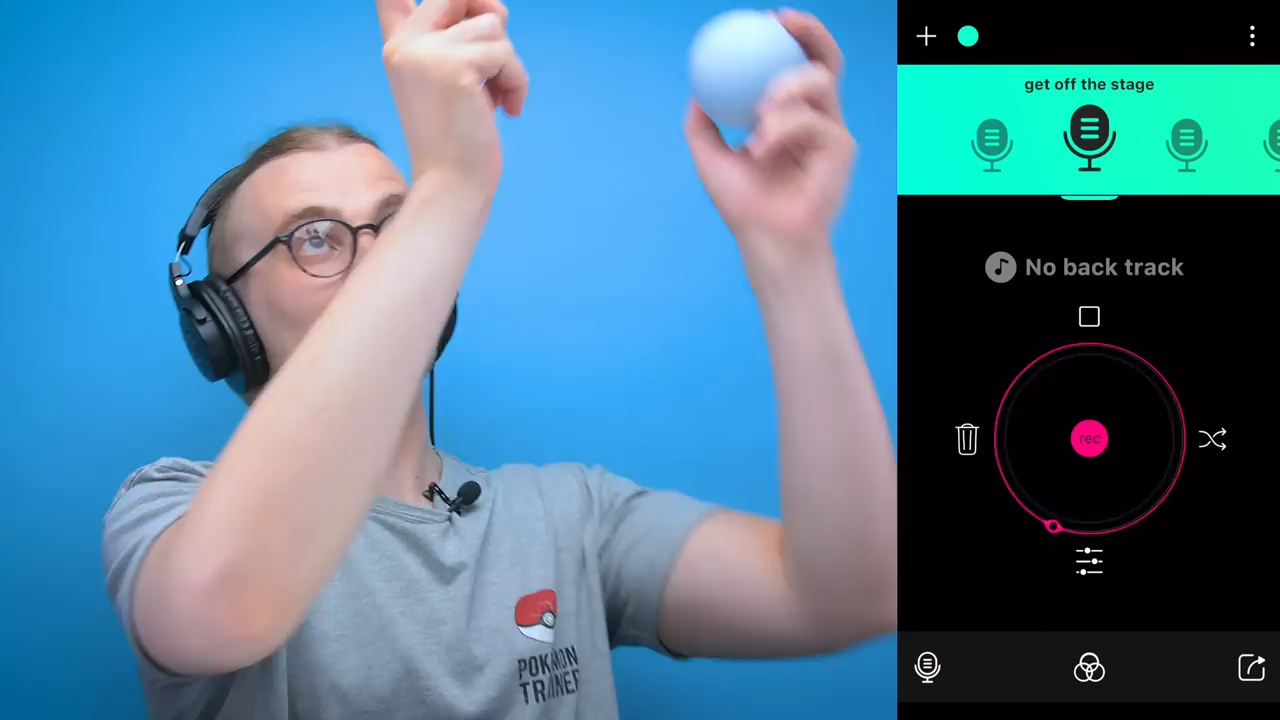 get off the stage
No back track
rec
POKéMON
TRAINER